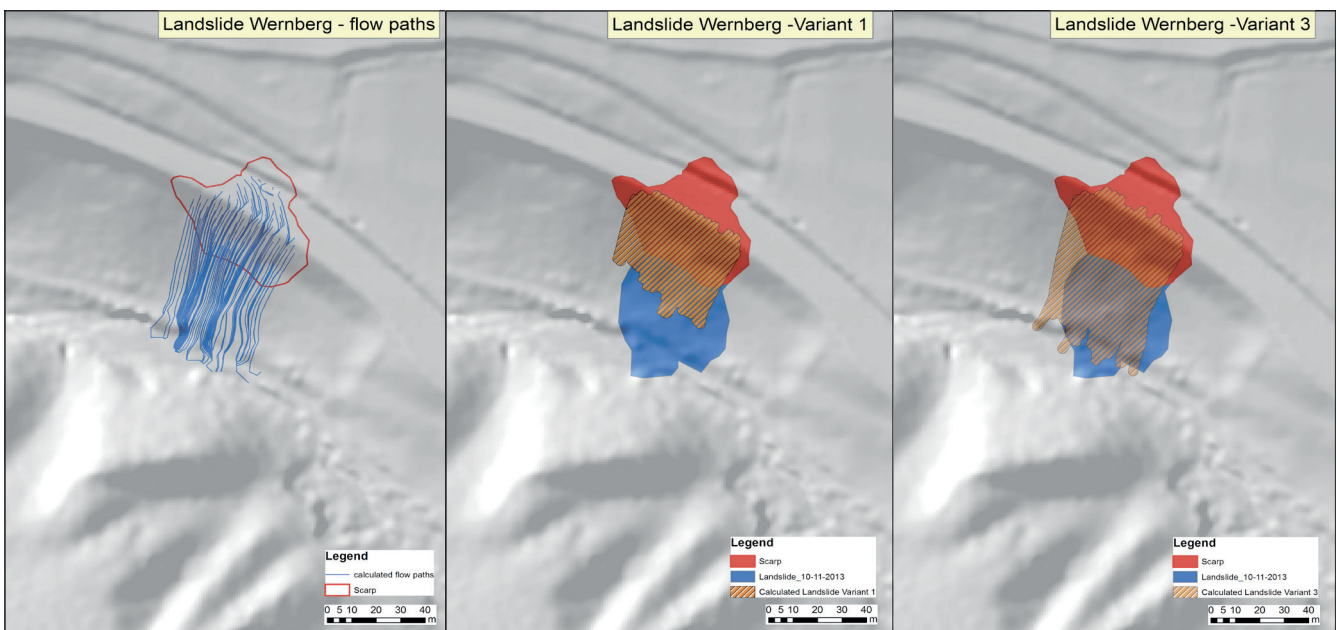 Landslide Wernberg - flow paths
Legend
calculated flow paths
Scarp
0 5 10 20 30 40
m
Landslide Wernberg -Variant 1
Legend
Scarp
Landslide_10-11-2013
Calculated Landslide Variant 1
0 5 10 20 30 40
m
Landslide Wernberg -Variant 3
Legend
Scarp
Landslide_10-11-2013
Calculated Landslide Variant 3
0 5 10 20 30 40
m